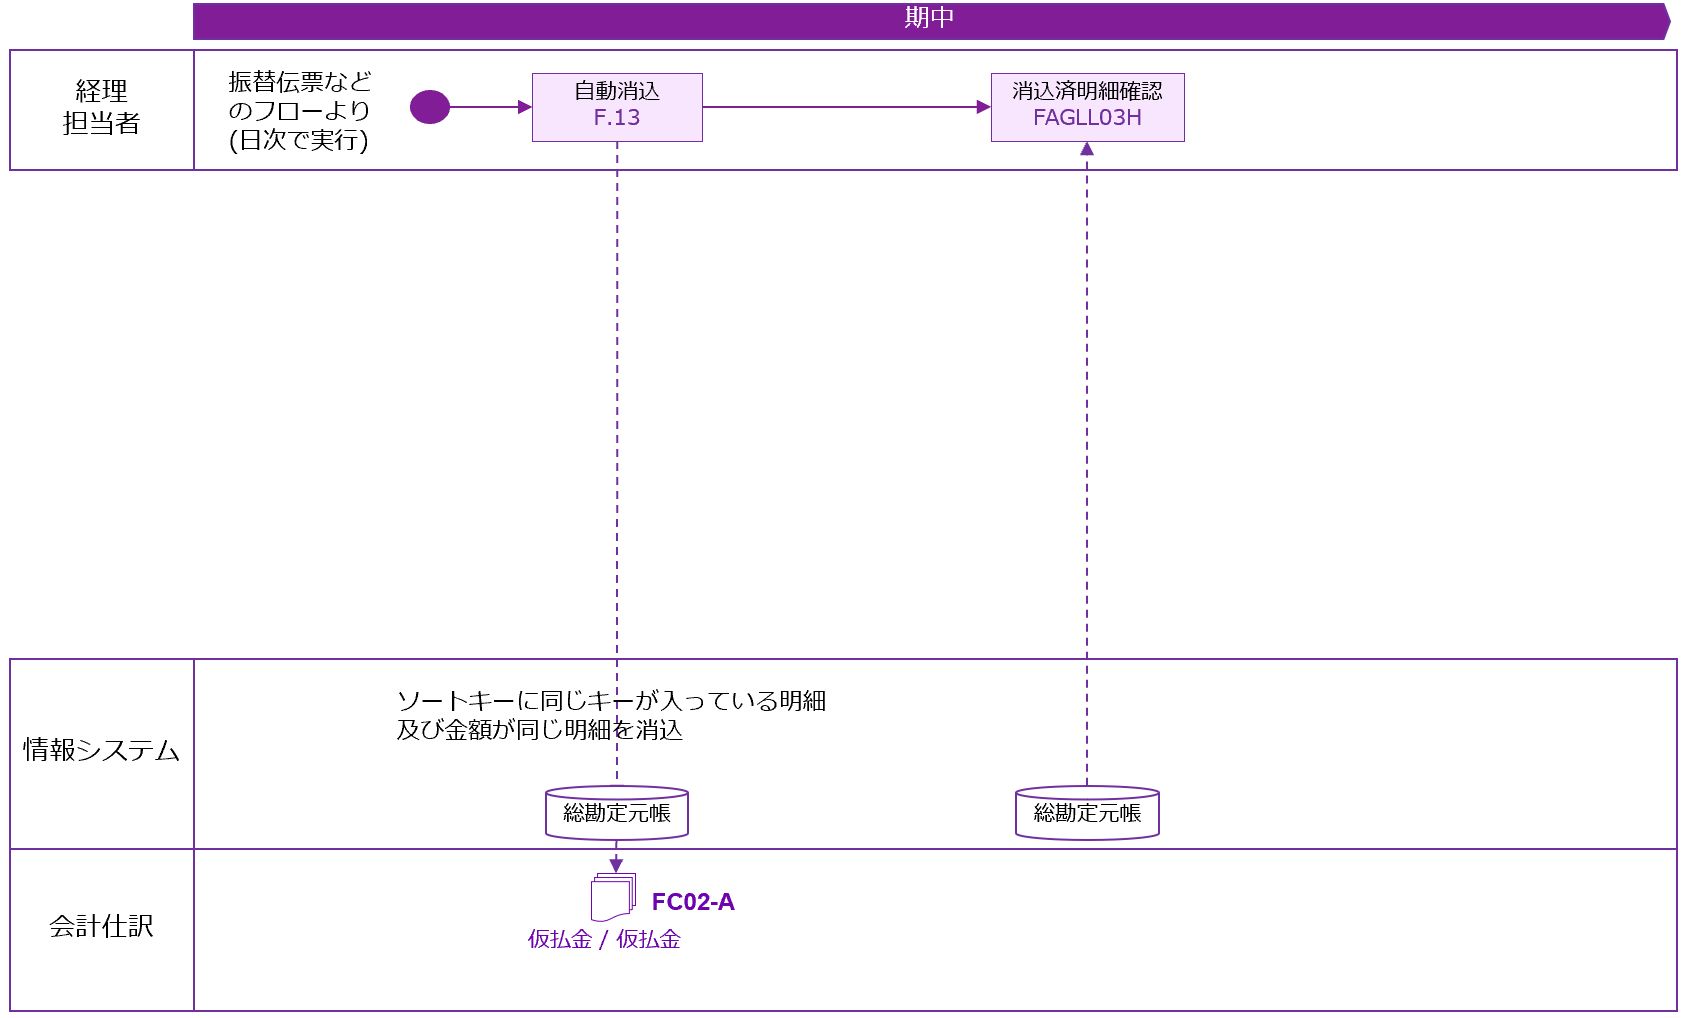 期中
経理
担当者
振替伝票など
のフローより
(日次で実行)
自動消込
F.13
消込済明細確認
FAGLL03H
情報システム
ソートキーに同じキーが入っている明細
及び金額が同じ明細を消込
総勘定元帳
総勘定元帳
会計仕訳
FC02-A
仮払金 / 仮払金